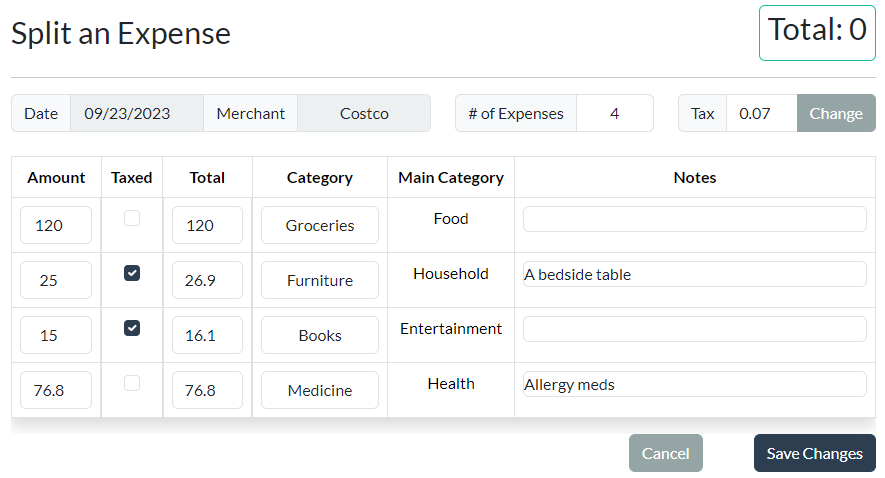 Split an Expense
Total: 0
Date 09/23/2023 Merchant Costco # of Expenses 4 Tax 0.07 Change
Amount Taxed Total Category Main Category Notes
120 120 Groceries Food
25 26.9 Furniture Household A bedside table
15 16.1 Books Entertainment
76.8 76.8 Medicine Health Allergy meds
Cancel Save Changes